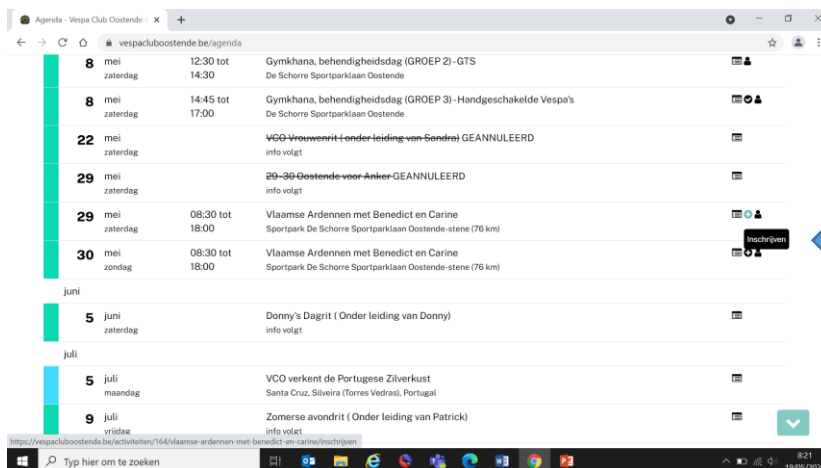 Agenda - Vespa Club Oostende
vespacluboostende.be/agenda
8 mei 12:30 tot Gymkhana, behendigheidsdag (GROEP 2) - GTS
zaterdag 14:30 De Schorre Sportparklaan Oostende
8 mei 14:45 tot Gymkhana, behendigheidsdag (GROEP 3) - Handgeschakelde Vespa's
zaterdag 17:00 De Schorre Sportparklaan Oostende
22 mei VCO Vrouwenrit ( onder leiding van Sandra) GEANNULEERD
zaterdag info volgt
29 mei 29-30 Oostende voor Anker GEANNULEERD
zaterdag info volgt
29 mei 08:30 tot Vlaamse Ardennen met Benedict en Carine
zaterdag 18:00 Sportpark De Schorre Sportparklaan Oostende-stene (76 km)
Inschrijven
30 mei 08:30 tot Vlaamse Ardennen met Benedict en Carine
zondag 18:00 Sportpark De Schorre Sportparklaan Oostende-stene (76 km)
juni
5 juni Donny's Dagrit ( Onder leiding van Donny)
zaterdag info volgt
juli
5 juli VCO verkent de Portugese Zilverkust
maandag Santa Cruz, Silveira (Torres Vedras), Portugal
9 juli Zomerse avondrit ( Onder leiding van Patrick)
vrijdag info volgt
https://vespacluboostende.be/activiteiten/164/vlaamse-ardennen-met-benedict-en-carine/inschrijven
Typ hier om te zoeken
8:21